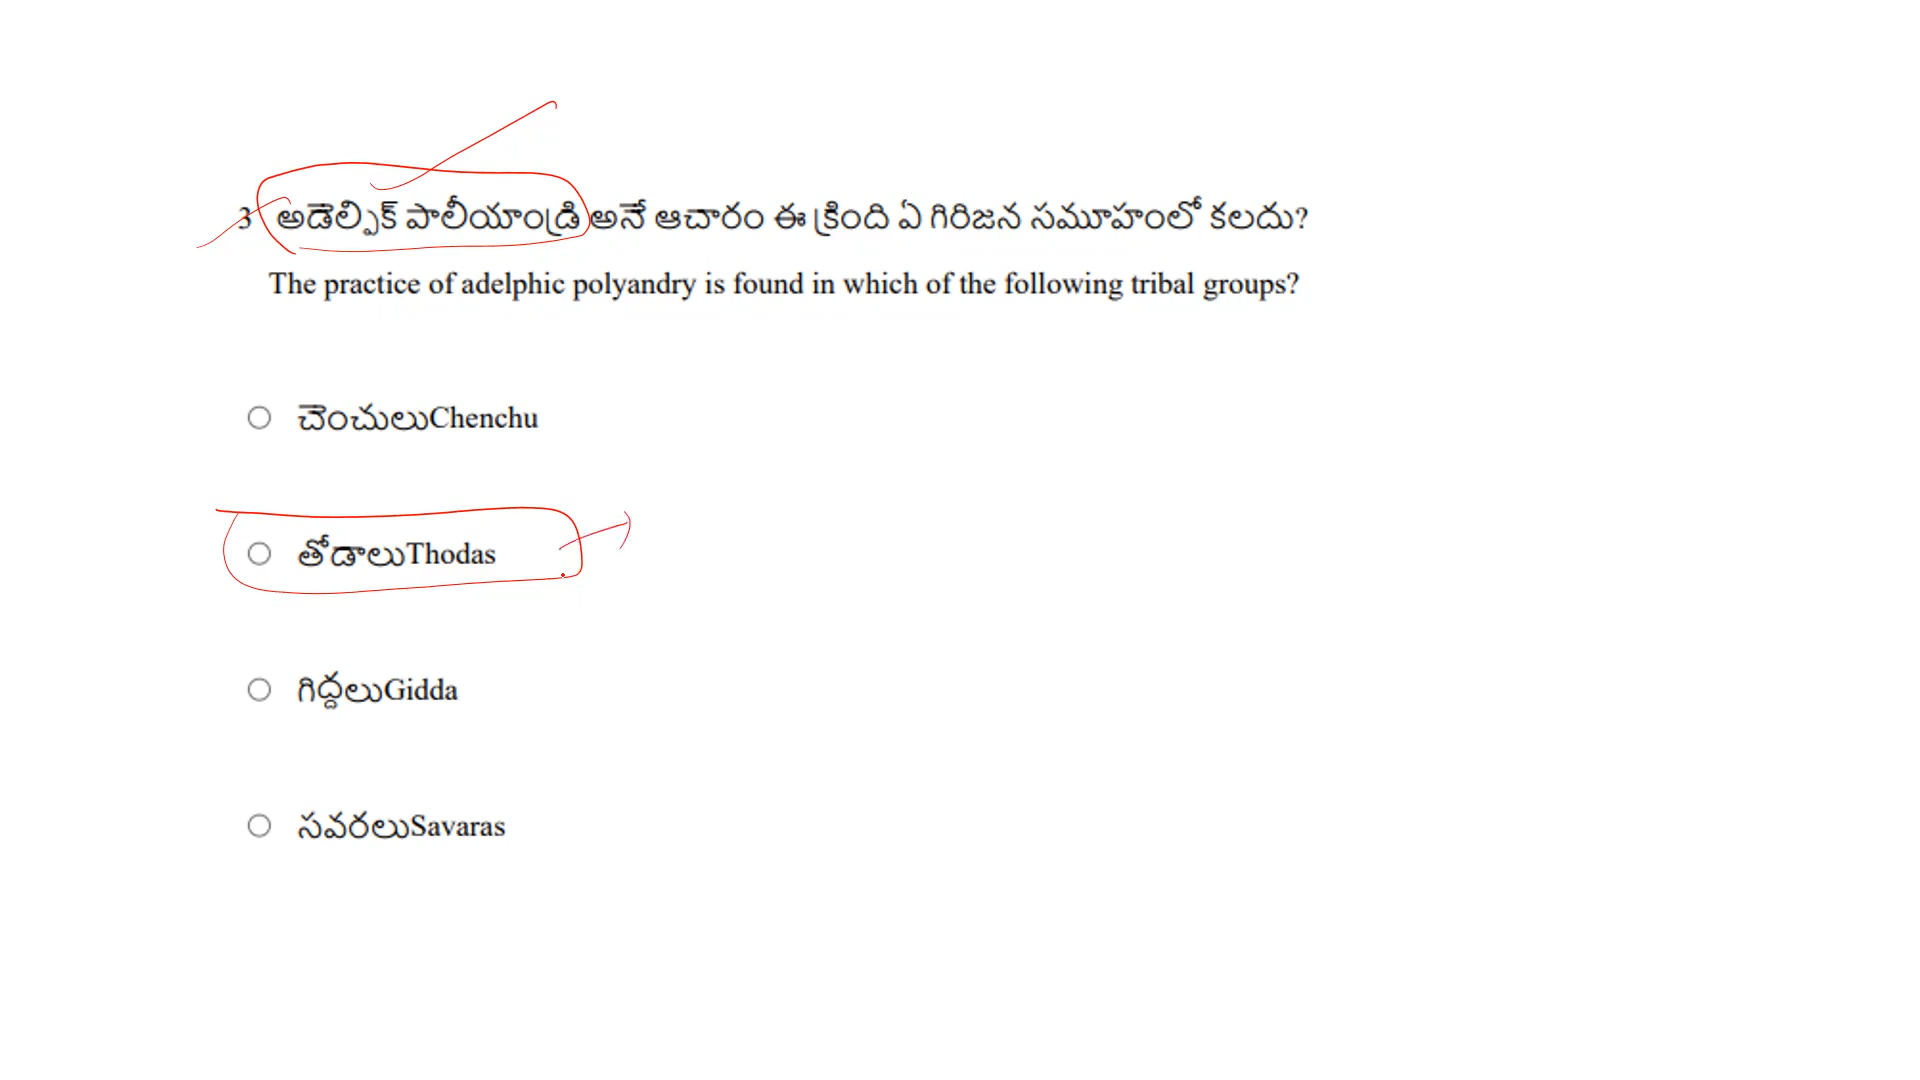 3 అడెల్ఫిక్ పాలీయాండ్రి అనే ఆచారం ఈ క్రింది ఏ గిరిజన సమూహంలో కలదు?
The practice of adelphic polyandry is found in which of the following tribal groups?
చెంచులుChenchu
తోడాలుThodas
గిద్దలుGidda
సవరలుSavaras